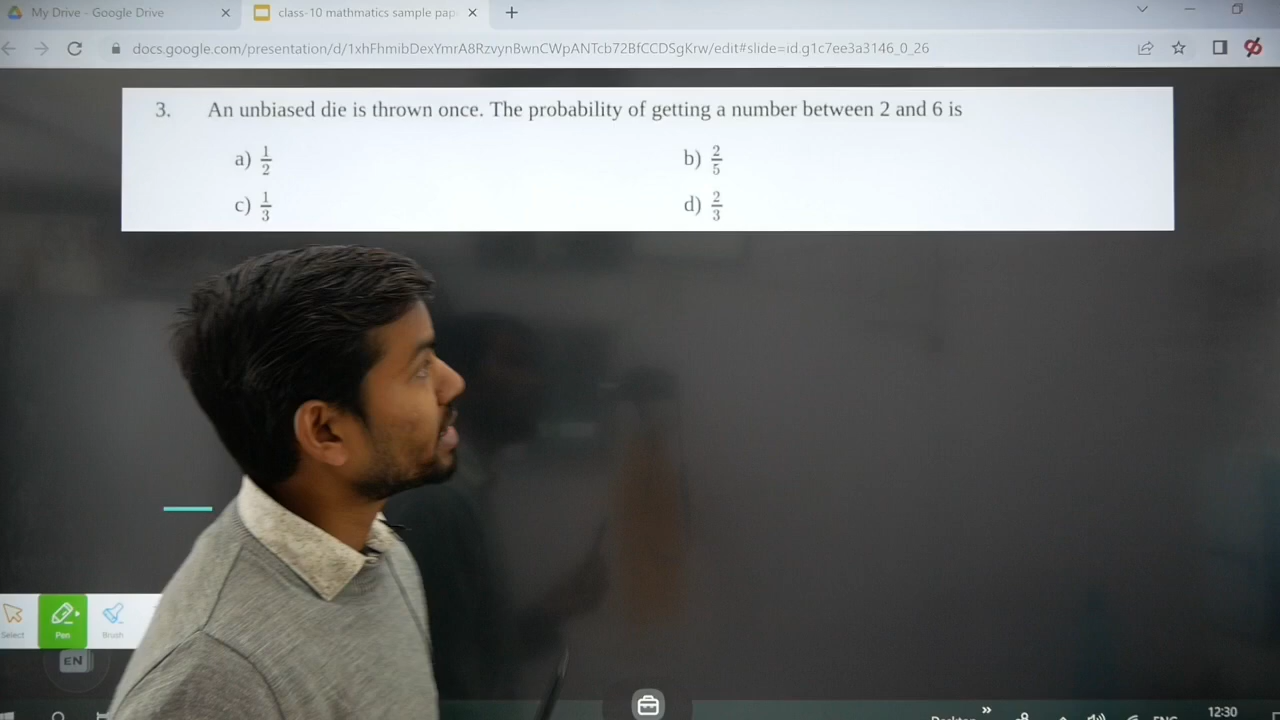 My Drive - Google Drive
class-10 mathmatics sample pap
docs.google.com/presentation/d/1xhFhmibDexYmrA8RzvynBwnCWpANTcb72BfCCDSgKrw/edit#slide=id.g1c7ee3a3146_0_26
3. An unbiased die is thrown once. The probability of getting a number between 2 and 6 is
a) 1/2 b) 2/5
c) 1/3 d) 2/3
Select Pen Brush
EN
12:30